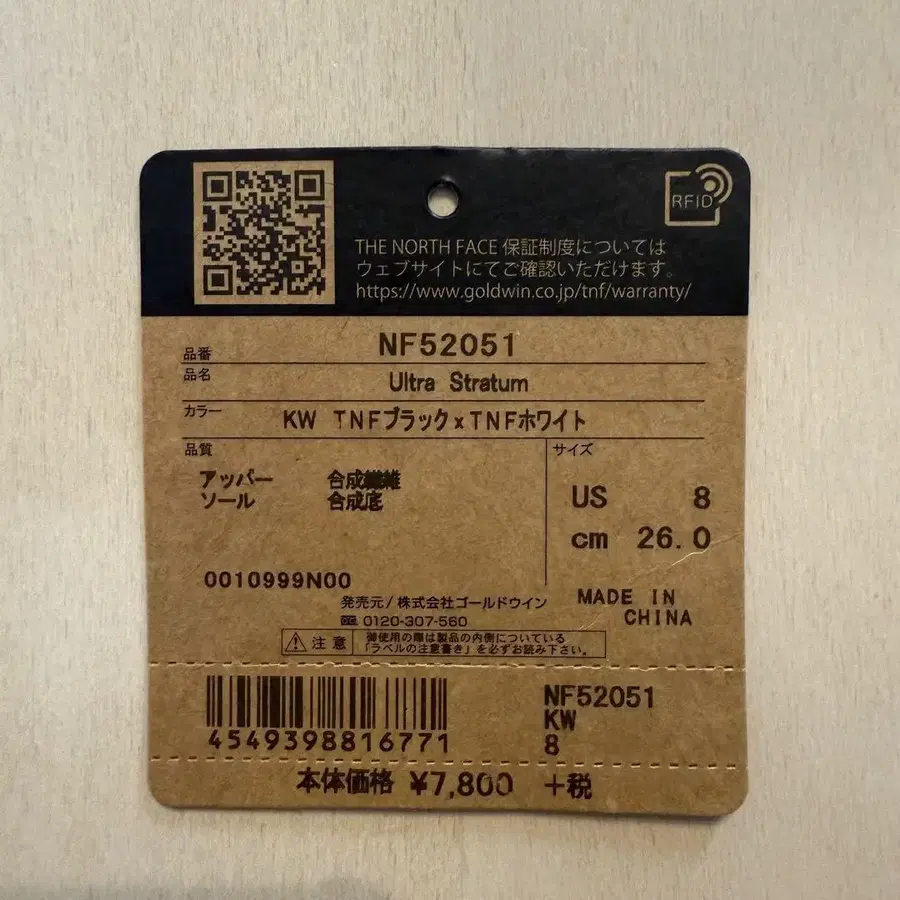 RFID
THE NORTH FACE 保証制度については
ウェブサイトにてご確認いただけます。
https://www.goldwin.co.jp/tnf/warranty/
品番 NF52051
品名 Ultra Stratum
カラー KW TNFブラックxTNFホワイト
品質
アッパー 合成繊維
ソール 合成底
サイズ
US 8
cm 26.0
0010999N00
MADE IN
CHINA
発売元/株式会社ゴールドウイン
0120-307-560
注意
御使用の際は製品の内側についている
「ラベルの注意書き」を必ずお読み下さい。
4549398816771
NF52051
KW
8
本体価格 ¥7,800 +税